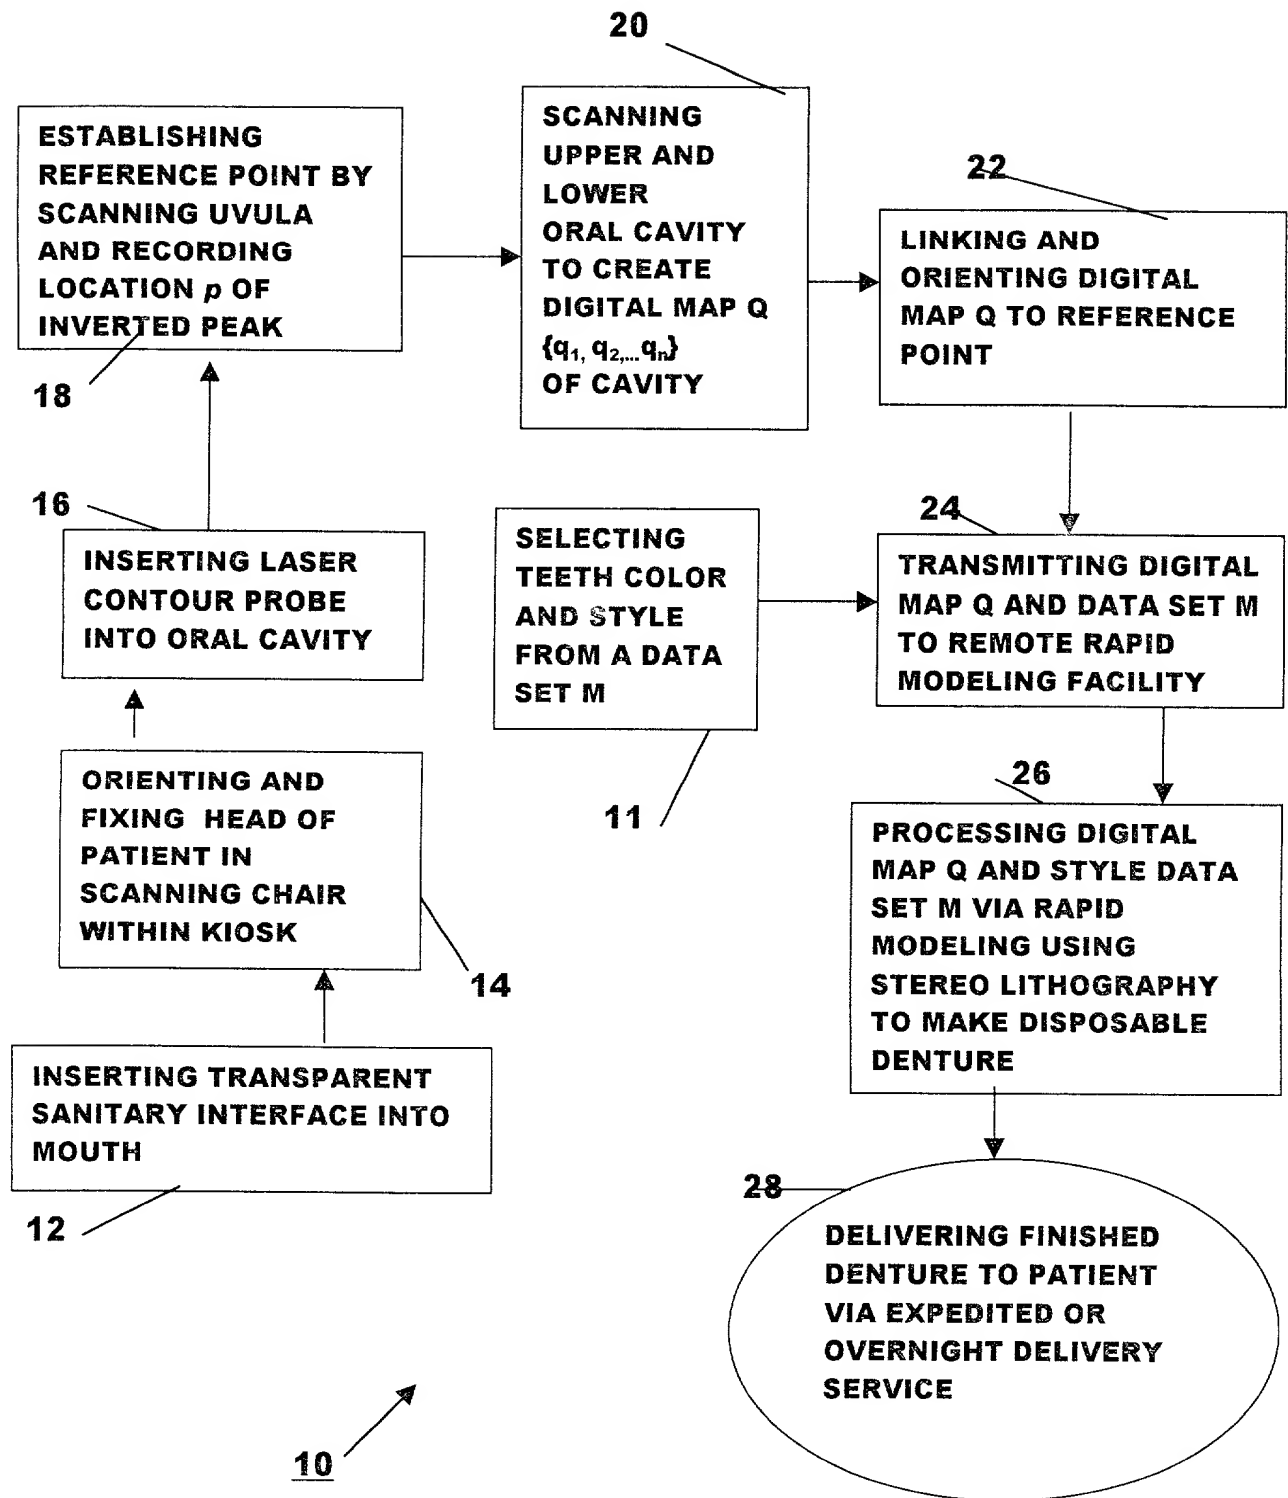 20
ESTABLISHING
REFERENCE POINT BY
SCANNING UVULA
AND RECORDING
LOCATION p OF
INVERTED PEAK
18
SCANNING
UPPER AND
LOWER
ORAL CAVITY
TO CREATE
DIGITAL MAP Q
{q₁, q₂,...qₙ}
OF CAVITY
22
LINKING AND
ORIENTING DIGITAL
MAP Q TO REFERENCE
POINT
16
INSERTING LASER
CONTOUR PROBE
INTO ORAL CAVITY
SELECTING
TEETH COLOR
AND STYLE
FROM A DATA
SET M
11
24
TRANSMITTING DIGITAL
MAP Q AND DATA SET M
TO REMOTE RAPID
MODELING FACILITY
ORIENTING AND
FIXING HEAD OF
PATIENT IN
SCANNING CHAIR
WITHIN KIOSK
14
26
PROCESSING DIGITAL
MAP Q AND STYLE DATA
SET M VIA RAPID
MODELING USING
STEREO LITHOGRAPHY
TO MAKE DISPOSABLE
DENTURE
INSERTING TRANSPARENT
SANITARY INTERFACE INTO
MOUTH
12
28
DELIVERING FINISHED
DENTURE TO PATIENT
VIA EXPEDITED OR
OVERNIGHT DELIVERY
SERVICE
10